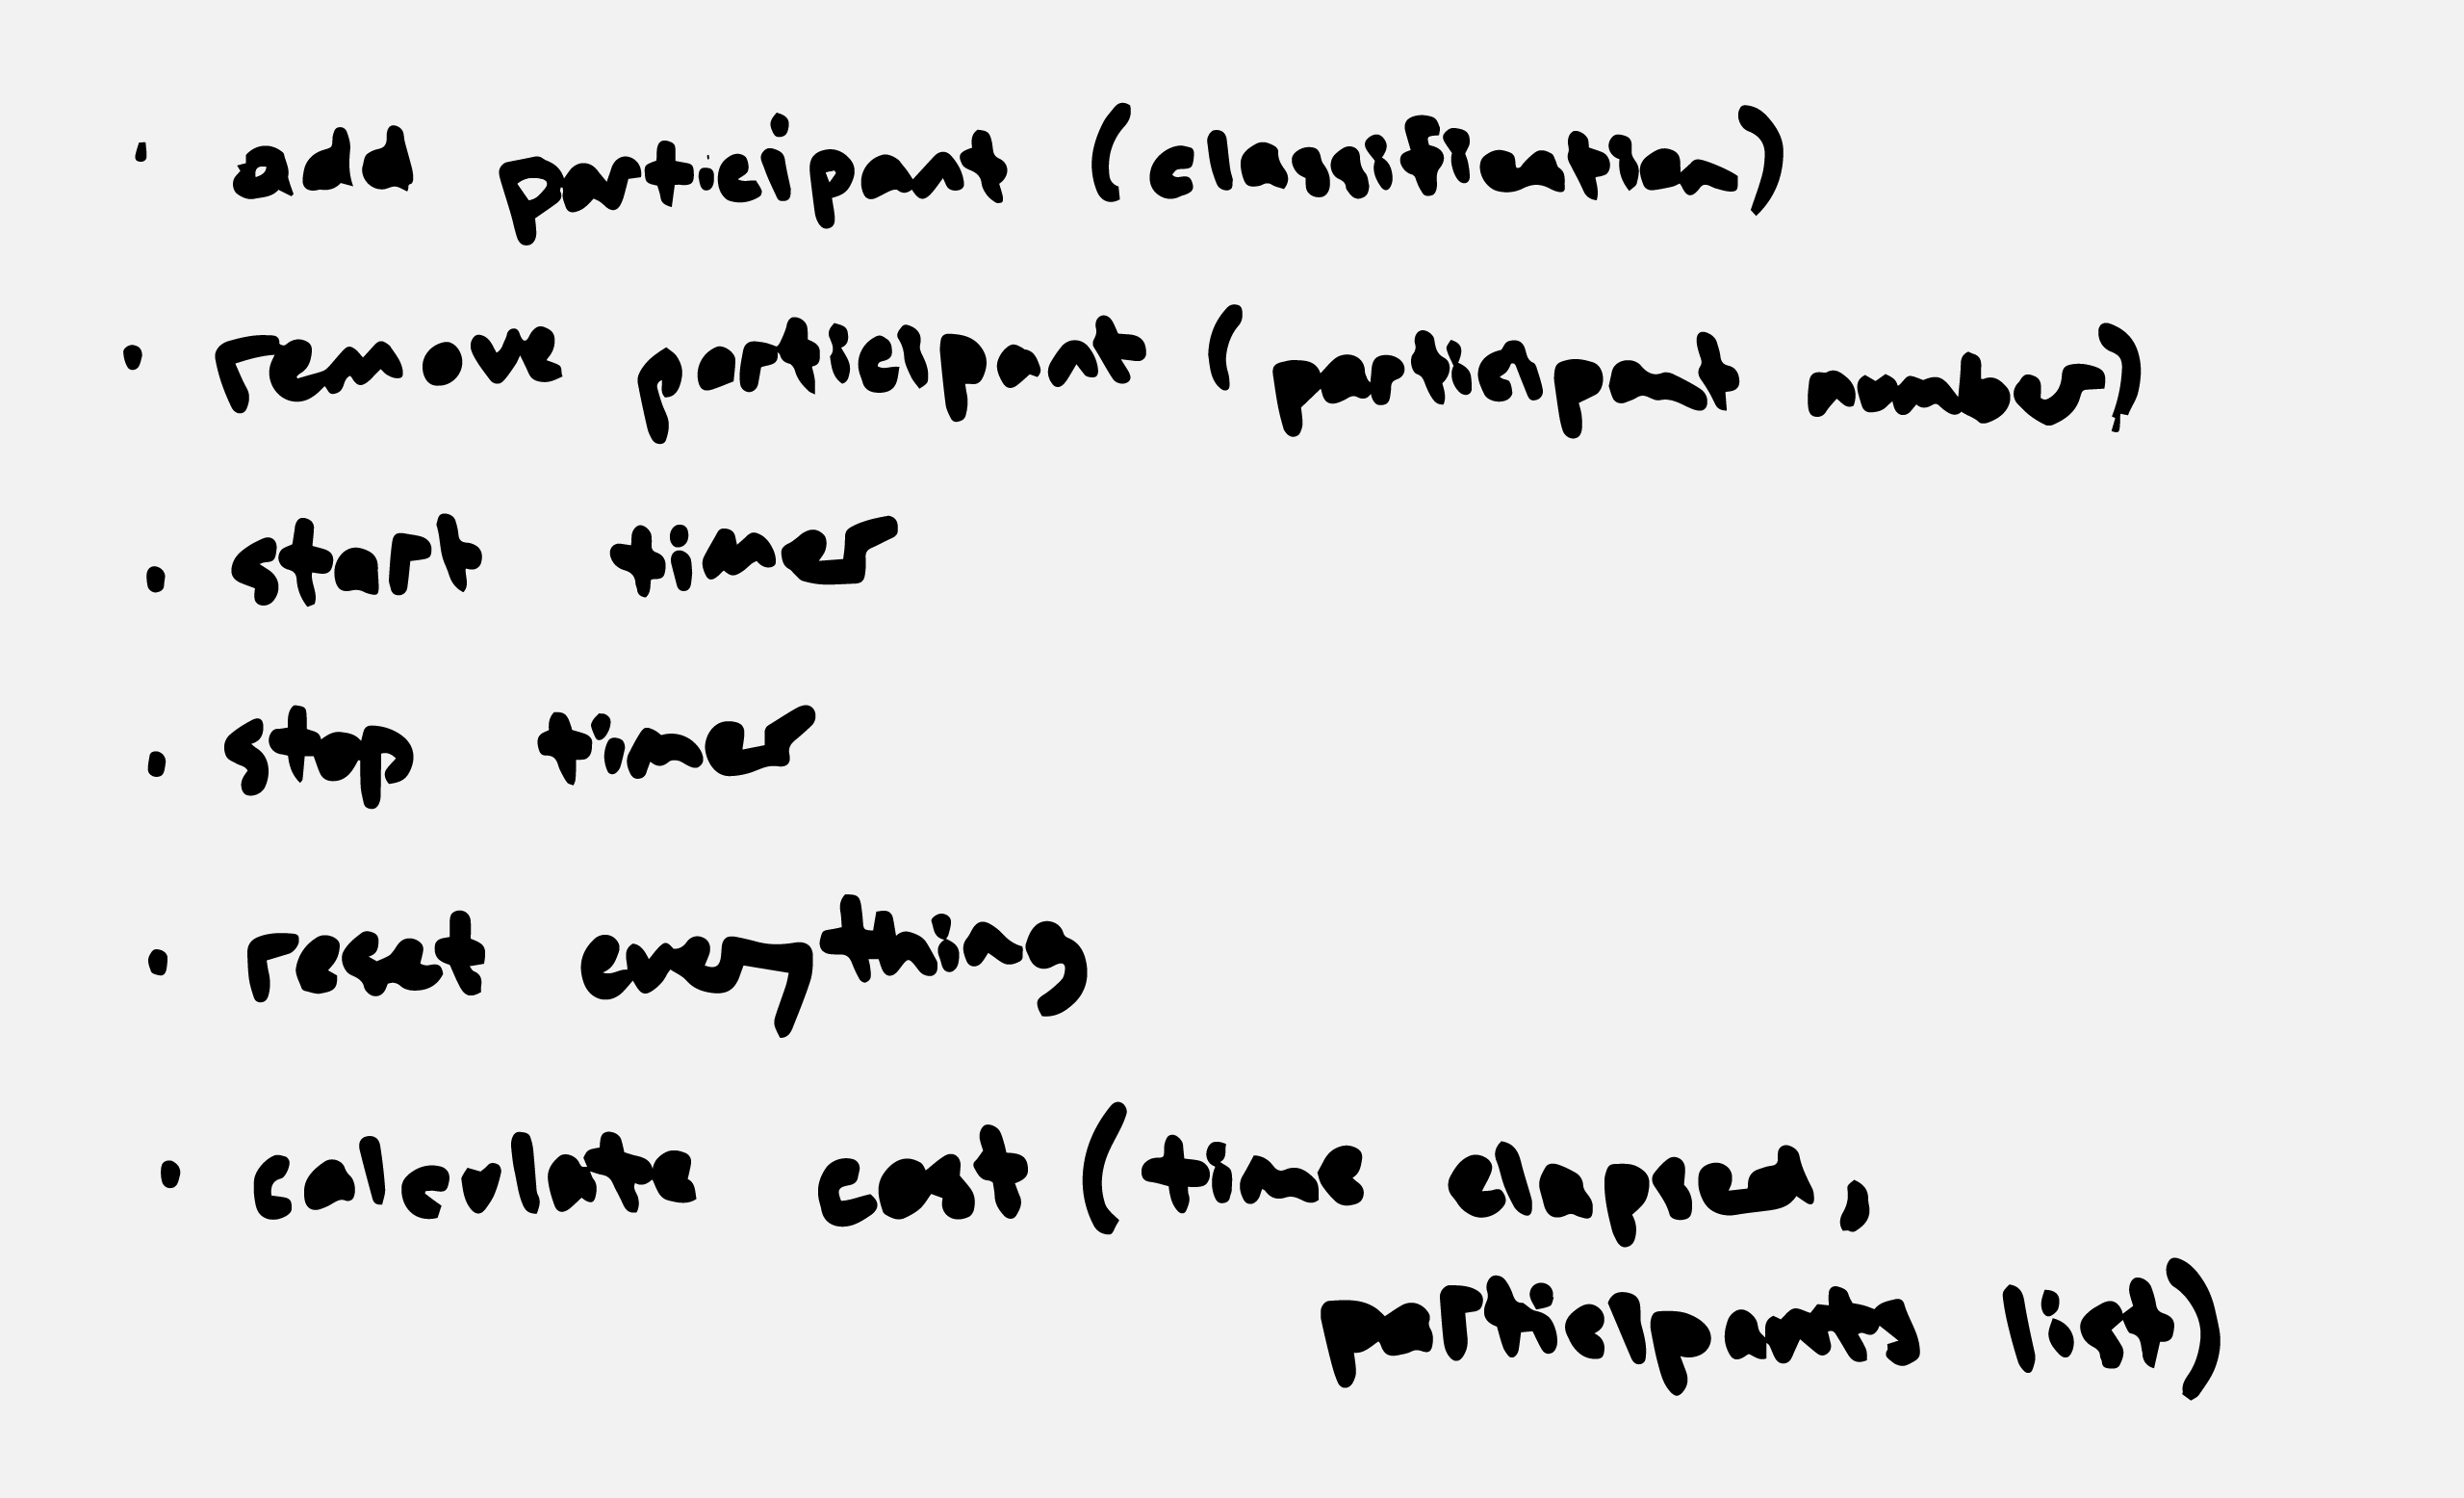 · add participant (classification)
· remove participant (participant number)
· start timer
· stop timer
· reset everything
· calculate cost (time elapsed,
participants list)